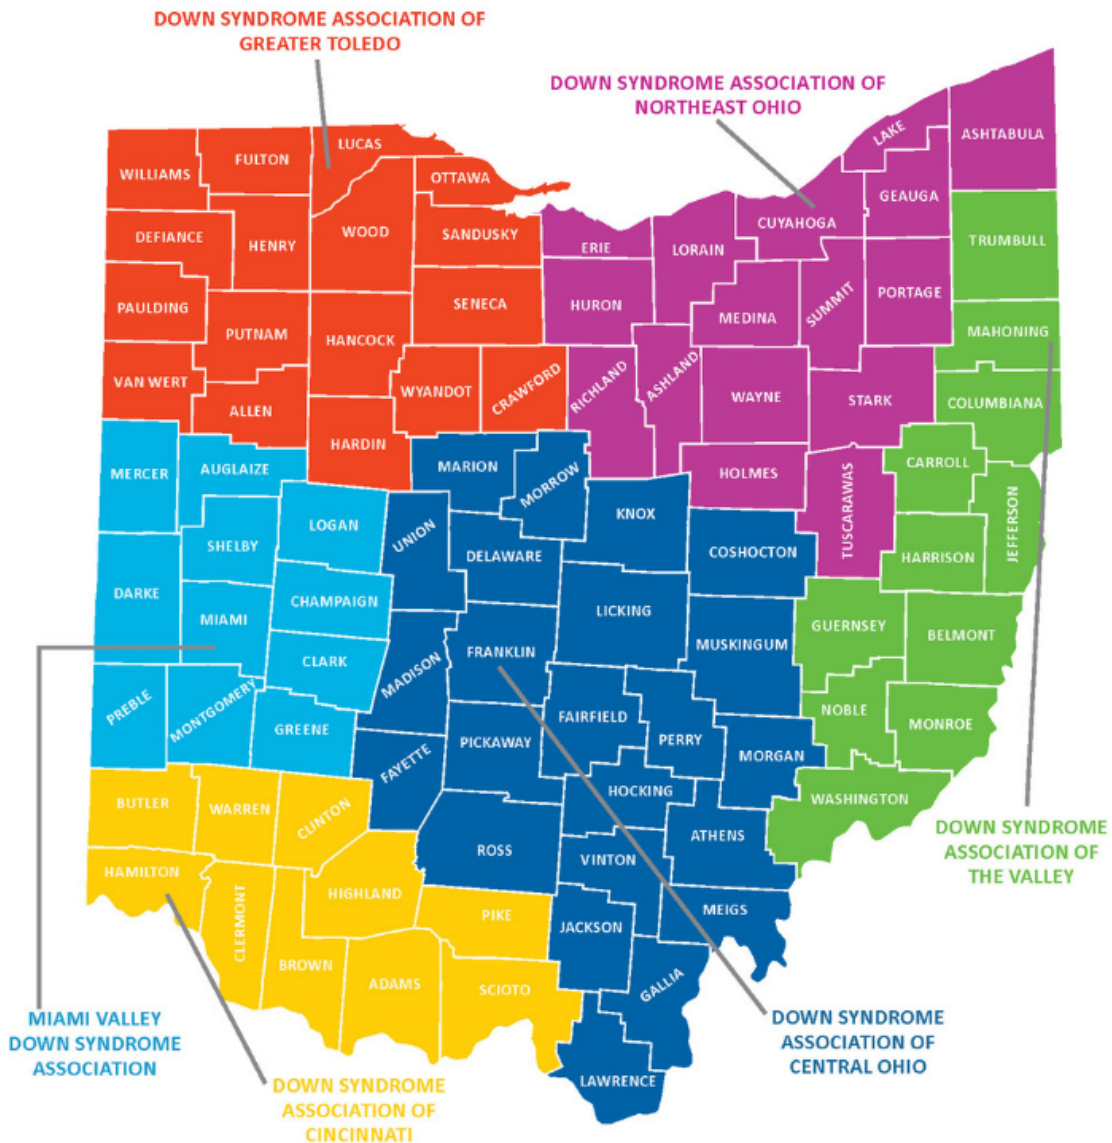 DOWN SYNDROME ASSOCIATION OF
GREATER TOLEDO
DOWN SYNDROME ASSOCIATION OF
NORTHEAST OHIO
WILLIAMS
FULTON
LUCAS
OTTAWA
DEFIANCE
HENRY
WOOD
SANDUSKY
PAULDING
PUTNAM
HANCOCK
SENECA
VAN WERT
ALLEN
HARDIN
WYANDOT
CRAWFORD
ERIE
LORAIN
CUYAHOGA
LAKE
GEAUGA
ASHTABULA
HURON
MEDINA
SUMMIT
PORTAGE
RICHLAND
ASHLAND
WAYNE
STARK
HOLMES
TUSCARAWAS
TRUMBULL
MAHONING
COLUMBIANA
CARROLL
JEFFERSON
HARRISON
GUERNSEY
BELMONT
NOBLE
MONROE
WASHINGTON
MERCER
AUGLAIZE
LOGAN
SHELBY
DARKE
MIAMI
CHAMPAIGN
CLARK
PREBLE
MONTGOMERY
GREENE
MARION
MORROW
UNION
DELAWARE
KNOX
COSHOCTON
LICKING
MUSKINGUM
MADISON
FRANKLIN
FAIRFIELD
PERRY
MORGAN
FAYETTE
PICKAWAY
HOCKING
ATHENS
ROSS
VINTON
MEIGS
JACKSON
GALLIA
LAWRENCE
BUTLER
WARREN
CLINTON
HAMILTON
CLERMONT
HIGHLAND
PIKE
BROWN
ADAMS
SCIOTO
DOWN SYNDROME
ASSOCIATION OF
THE VALLEY
MIAMI VALLEY
DOWN SYNDROME
ASSOCIATION
DOWN SYNDROME
ASSOCIATION OF
CENTRAL OHIO
DOWN SYNDROME
ASSOCIATION OF
CINCINNATI